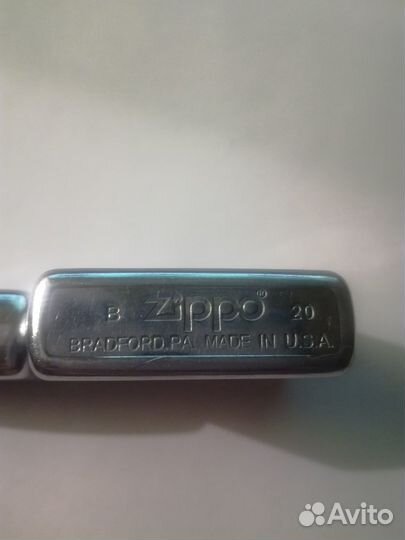 B Zippo® 20
BRADFORD.PA. MADE IN U.S.A.
Avito